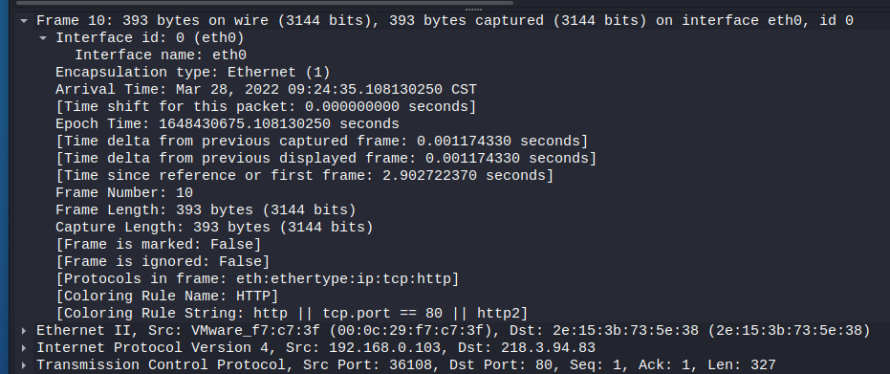 Frame 10: 393 bytes on wire (3144 bits), 393 bytes captured (3144 bits) on interface eth0, id 0
Interface id: 0 (eth0)
Interface name: eth0
Encapsulation type: Ethernet (1)
Arrival Time: Mar 28, 2022 09:24:35.108130250 CST
[Time shift for this packet: 0.000000000 seconds]
Epoch Time: 1648430675.108130250 seconds
[Time delta from previous captured frame: 0.001174330 seconds]
[Time delta from previous displayed frame: 0.001174330 seconds]
[Time since reference or first frame: 2.902722370 seconds]
Frame Number: 10
Frame Length: 393 bytes (3144 bits)
Capture Length: 393 bytes (3144 bits)
[Frame is marked: False]
[Frame is ignored: False]
[Protocols in frame: eth:ethertype:ip:tcp:http]
[Coloring Rule Name: HTTP]
[Coloring Rule String: http || tcp.port == 80 || http2]
Ethernet II, Src: VMware_f7:c7:3f (00:0c:29:f7:c7:3f), Dst: 2e:15:3b:73:5e:38 (2e:15:3b:73:5e:38)
Internet Protocol Version 4, Src: 192.168.0.103, Dst: 218.3.94.83
Transmission Control Protocol, Src Port: 36108, Dst Port: 80, Seq: 1, Ack: 1, Len: 327